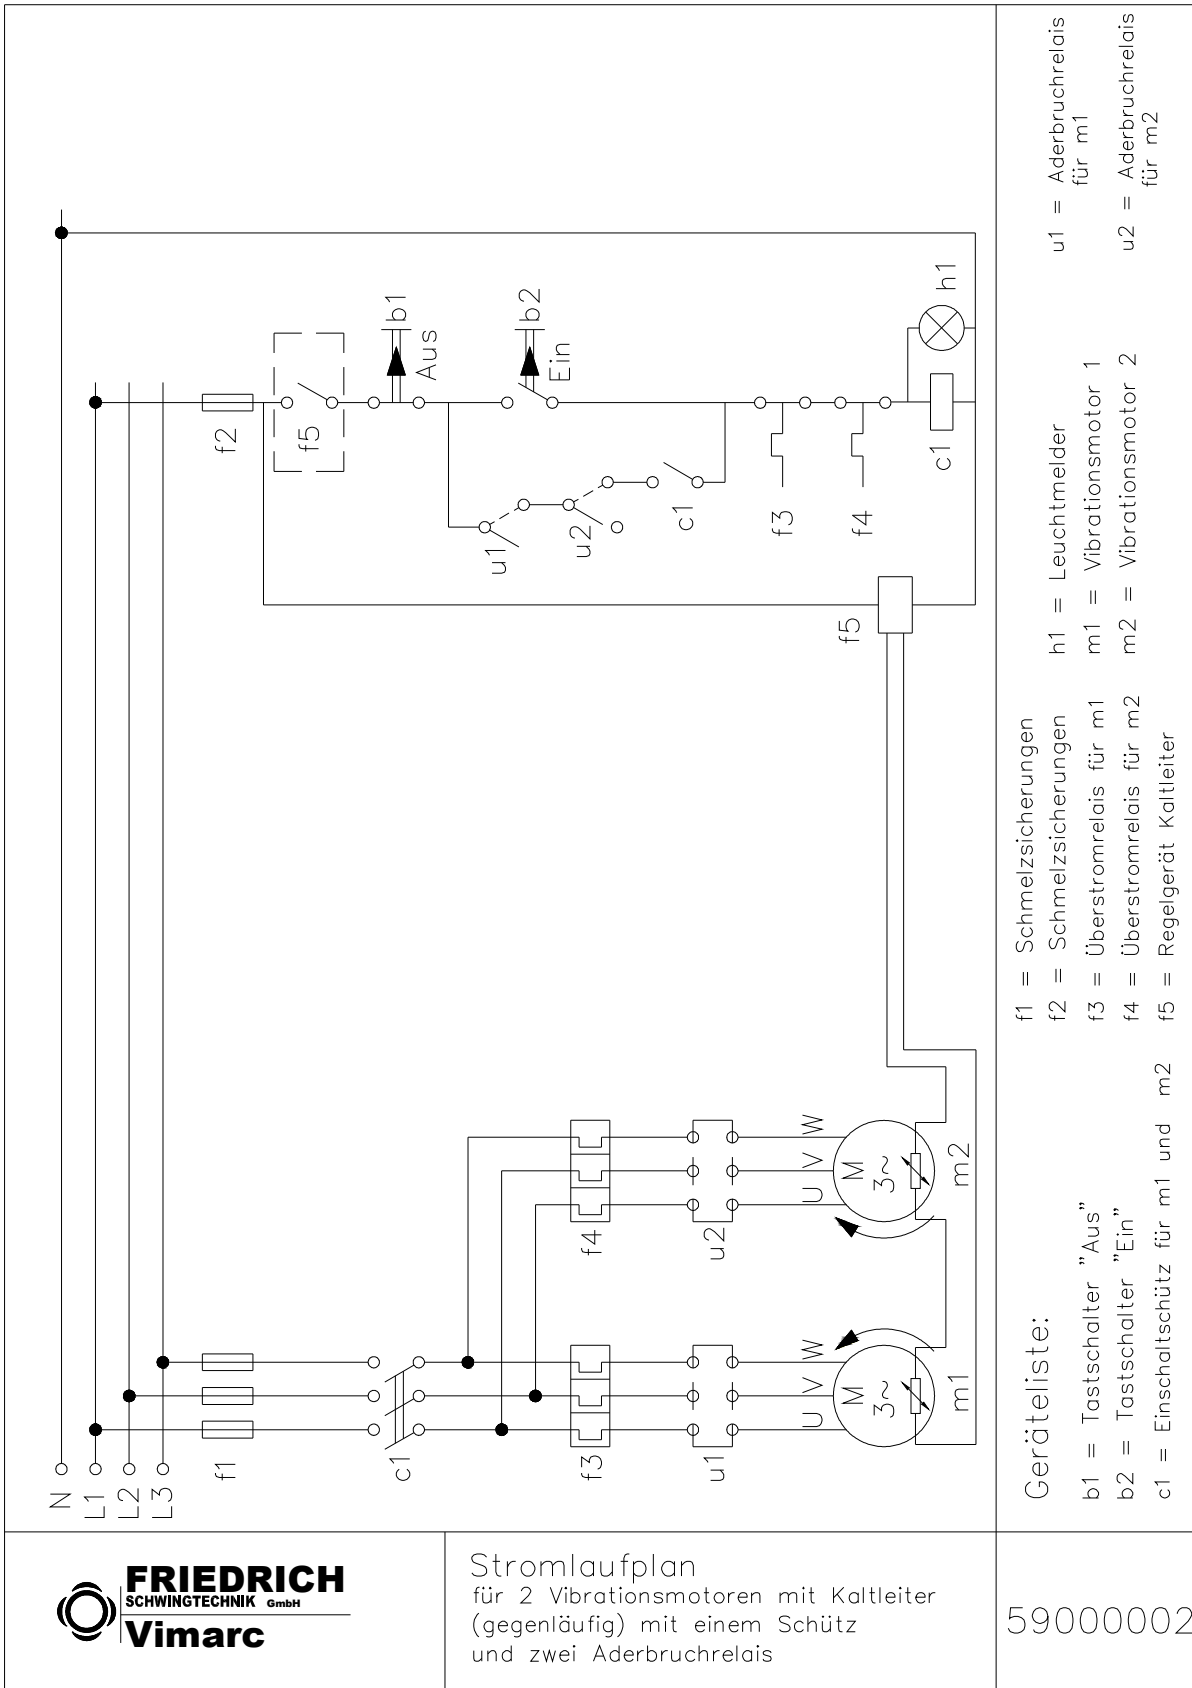 N
L1
L2
L3
f1
c1
f3
u1
U V W
M
3~
m1
f4
u2
U V W
M
3~
m2
f2
f5
b1
Aus
b2
Ein
u1
u2
c1
f3
f4
c1
h1
f5
Geräteliste:
b1 = Tastschalter "Aus"
b2 = Tastschalter "Ein"
c1 = Einschaltschütz für m1 und m2
f1 = Schmelzsicherungen
f2 = Schmelzsicherungen
f3 = Überstromrelais für m1
f4 = Überstromrelais für m2
f5 = Regelgerät Kaltleiter
h1 = Leuchtmelder
m1 = Vibrationsmotor 1
m2 = Vibrationsmotor 2
u1 = Aderbruchrelais
für m1
u2 = Aderbruchrelais
für m2
FRIEDRICH
SCHWINGTECHNIK GmbH
Vimarc
Stromlaufplan
für 2 Vibrationsmotoren mit Kaltleiter
(gegenläufig) mit einem Schütz
und zwei Aderbruchrelais
59000002